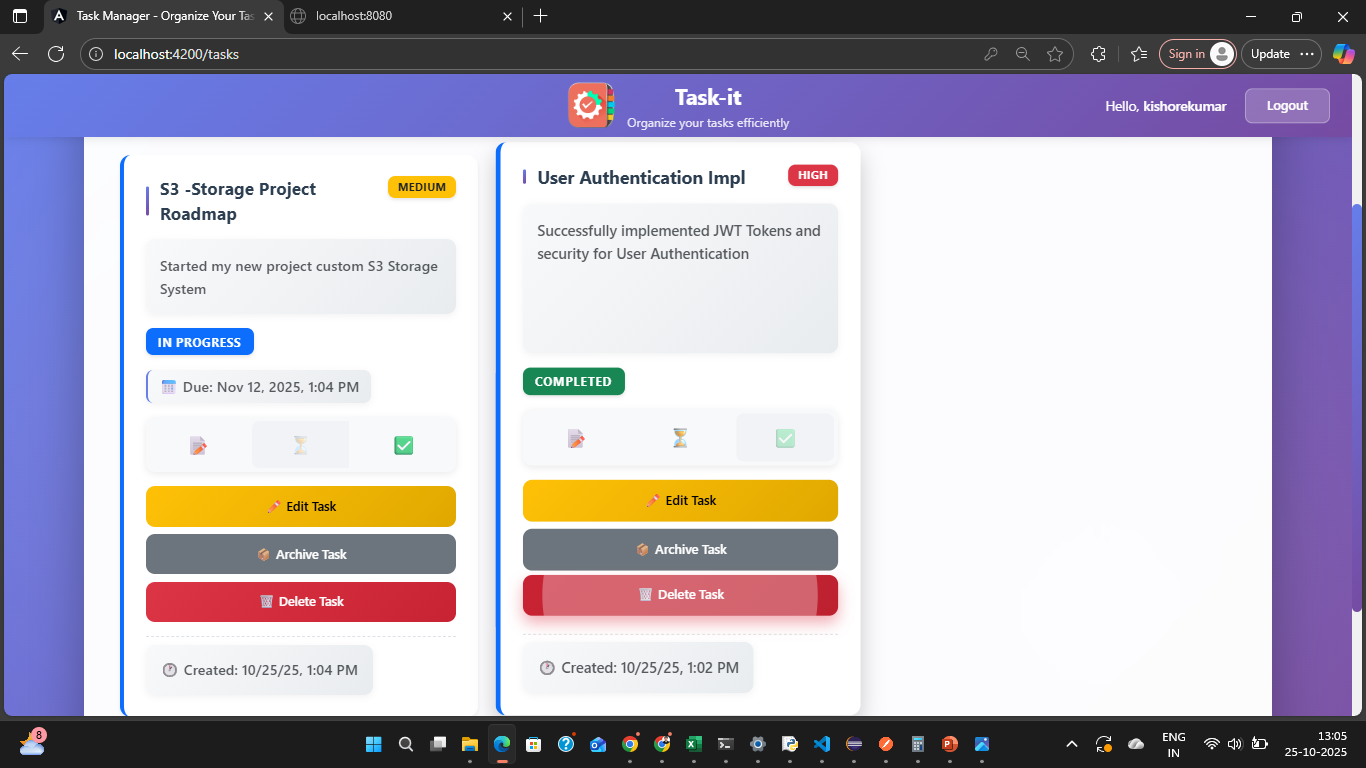 Task Manager - Organize Your Tas
localhost:8080
localhost:4200/tasks
Sign in
Update
Task-it
Organize your tasks efficiently
Hello, kishorekumar
Logout
S3 -Storage Project
Roadmap
MEDIUM
Started my new project custom S3 Storage
System
IN PROGRESS
Due: Nov 12, 2025, 1:04 PM
Edit Task
Archive Task
Delete Task
Created: 10/25/25, 1:04 PM
User Authentication Impl
HIGH
Successfully implemented JWT Tokens and
security for User Authentication
COMPLETED
Edit Task
Archive Task
Delete Task
Created: 10/25/25, 1:02 PM
8
ENG
IN
13:05
25-10-2025